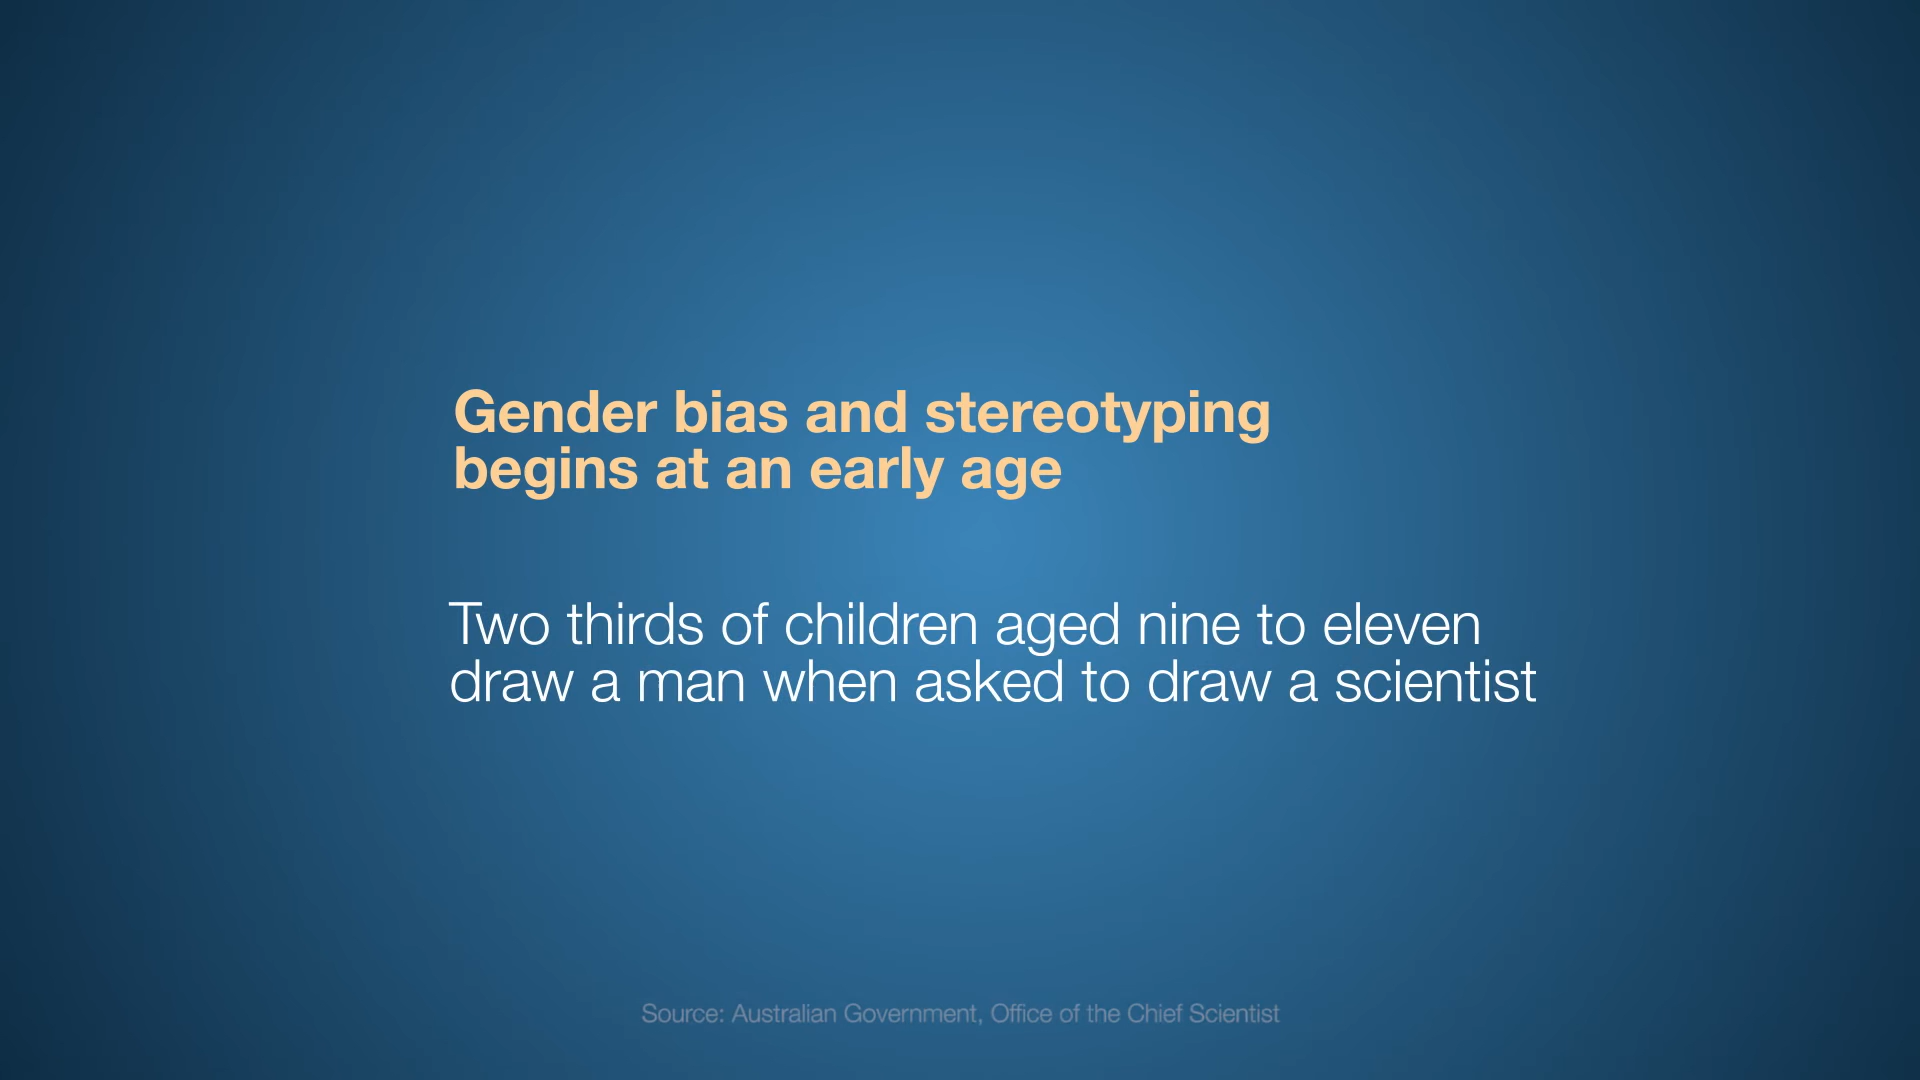 Gender bias and stereotyping
begins at an early age
Two thirds of children aged nine to eleven
draw a man when asked to draw a scientist
Source: Australian Government, Office of the Chief Scientist